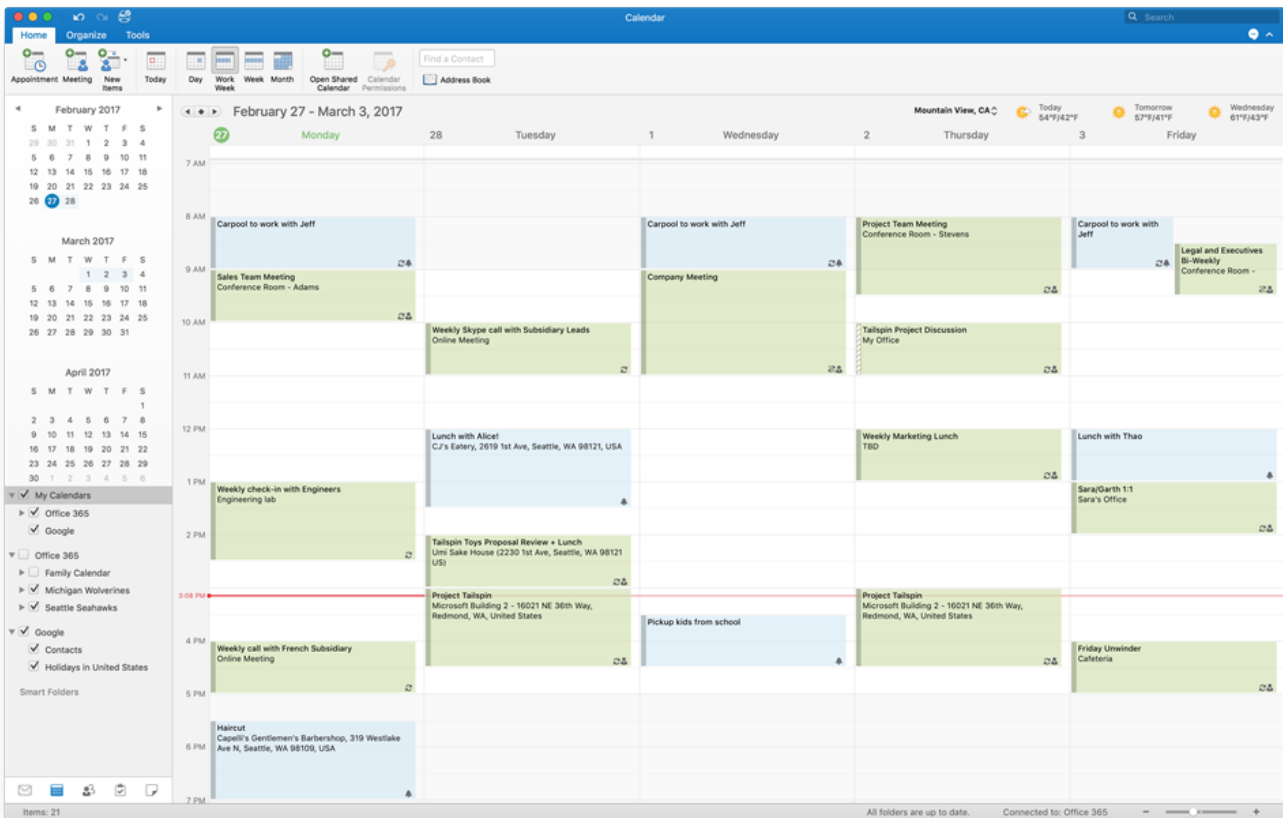 Calendar
Search
Home Organize Tools
Appointment Meeting New Items Today Day Work Week Week Month Open Shared Calendar Calendar Permissions
Find a Contact
Address Book
February 2017
S M T W T F S
29 30 31 1 2 3 4
5 6 7 8 9 10 11
12 13 14 15 16 17 18
19 20 21 22 23 24 25
26 27 28
March 2017
S M T W T F S
1 2 3 4
5 6 7 8 9 10 11
12 13 14 15 16 17 18
19 20 21 22 23 24 25
26 27 28 29 30 31
April 2017
S M T W T F S
1
2 3 4 5 6 7 8
9 10 11 12 13 14 15
16 17 18 19 20 21 22
23 24 25 26 27 28 29
30 1 2 3 4 5 6
My Calendars
Office 365
Google
Office 365
Family Calendar
Michigan Wolverines
Seattle Seahawks
Google
Contacts
Holidays in United States
Smart Folders
February 27 - March 3, 2017
Mountain View, CA
Today
54°F/42°F
Tomorrow
57°F/41°F
Wednesday
61°F/43°F
27 Monday 28 Tuesday 1 Wednesday 2 Thursday 3 Friday
7 AM
8 AM
9 AM
10 AM
11 AM
12 PM
1 PM
2 PM
3:08 PM
4 PM
5 PM
6 PM
7 PM
Carpool to work with Jeff
Sales Team Meeting
Conference Room - Adams
Weekly check-in with Engineers
Engineering lab
Weekly call with French Subsidiary
Online Meeting
Haircut
Capelli's Gentlemen's Barbershop, 319 Westlake
Ave N, Seattle, WA 98109, USA
Weekly Skype call with Subsidiary Leads
Online Meeting
Lunch with Alice!
CJ's Eatery, 2619 1st Ave, Seattle, WA 98121, USA
Tailspin Toys Proposal Review + Lunch
Umi Sake House (2230 1st Ave, Seattle, WA 98121
US)
Project Tailspin
Microsoft Building 2 - 16021 NE 36th Way,
Redmond, WA, United States
Carpool to work with Jeff
Company Meeting
Pickup kids from school
Project Team Meeting
Conference Room - Stevens
Tailspin Project Discussion
My Office
Weekly Marketing Lunch
TBD
Project Tailspin
Microsoft Building 2 - 16021 NE 36th Way,
Redmond, WA, United States
Carpool to work with
Jeff
Legal and Executives
Bi-Weekly
Conference Room -
Lunch with Thao
Sara/Garth 1:1
Sara's Office
Friday Unwinder
Cafeteria
Items: 21
All folders are up to date.
Connected to: Office 365